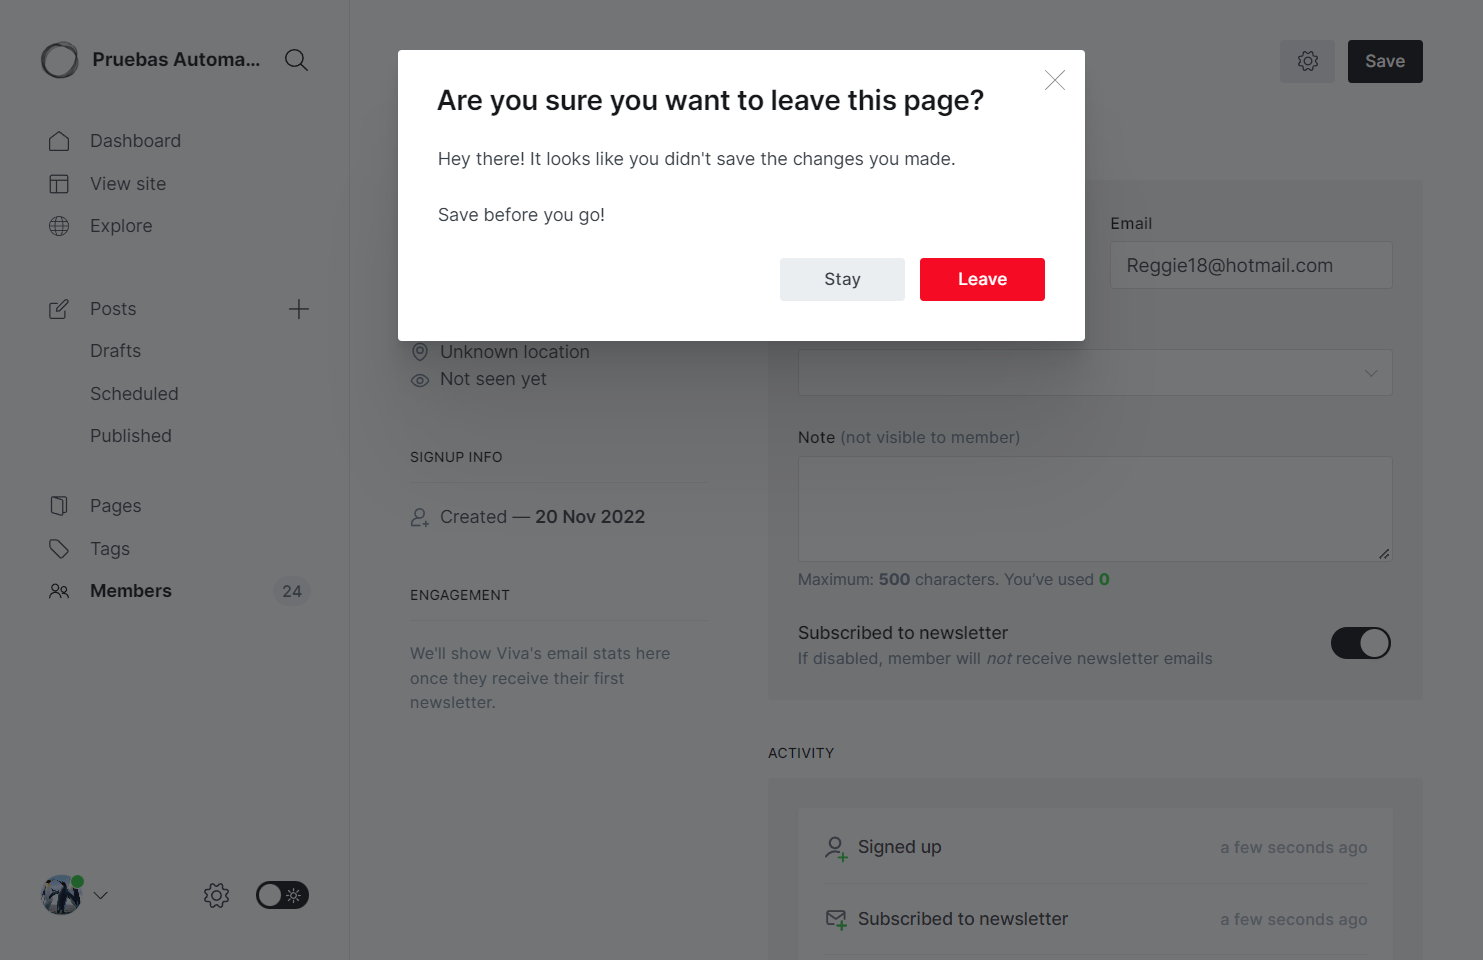 Pruebas Automa...
Dashboard
View site
Explore
Posts
Drafts
Scheduled
Published
Pages
Tags
Members
24
Save
Are you sure you want to leave this page?
Hey there! It looks like you didn't save the changes you made.
Save before you go!
Stay
Leave
Unknown location
Not seen yet
SIGNUP INFO
Created — 20 Nov 2022
ENGAGEMENT
We'll show Viva's email stats here
once they receive their first
newsletter.
Email
Reggie18@hotmail.com
Note (not visible to member)
Maximum: 500 characters. You've used 0
Subscribed to newsletter
If disabled, member will not receive newsletter emails
ACTIVITY
Signed up
a few seconds ago
Subscribed to newsletter
a few seconds ago